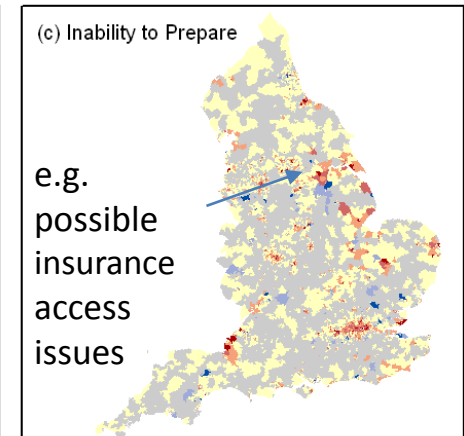 (c) Inability to Prepare
e.g.
possible
insurance
access
issues